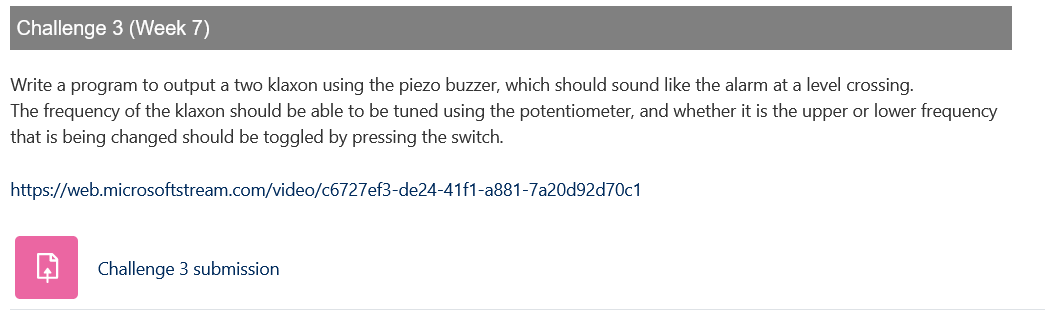 Challenge 3 (Week 7)
Write a program to output a two klaxon using the piezo buzzer, which should sound like the alarm at a level crossing.
The frequency of the klaxon should be able to be tuned using the potentiometer, and whether it is the upper or lower frequency
that is being changed should be toggled by pressing the switch.
https://web.microsoftstream.com/video/c6727ef3-de24-41f1-a881-7a20d92d70c1
Challenge 3 submission